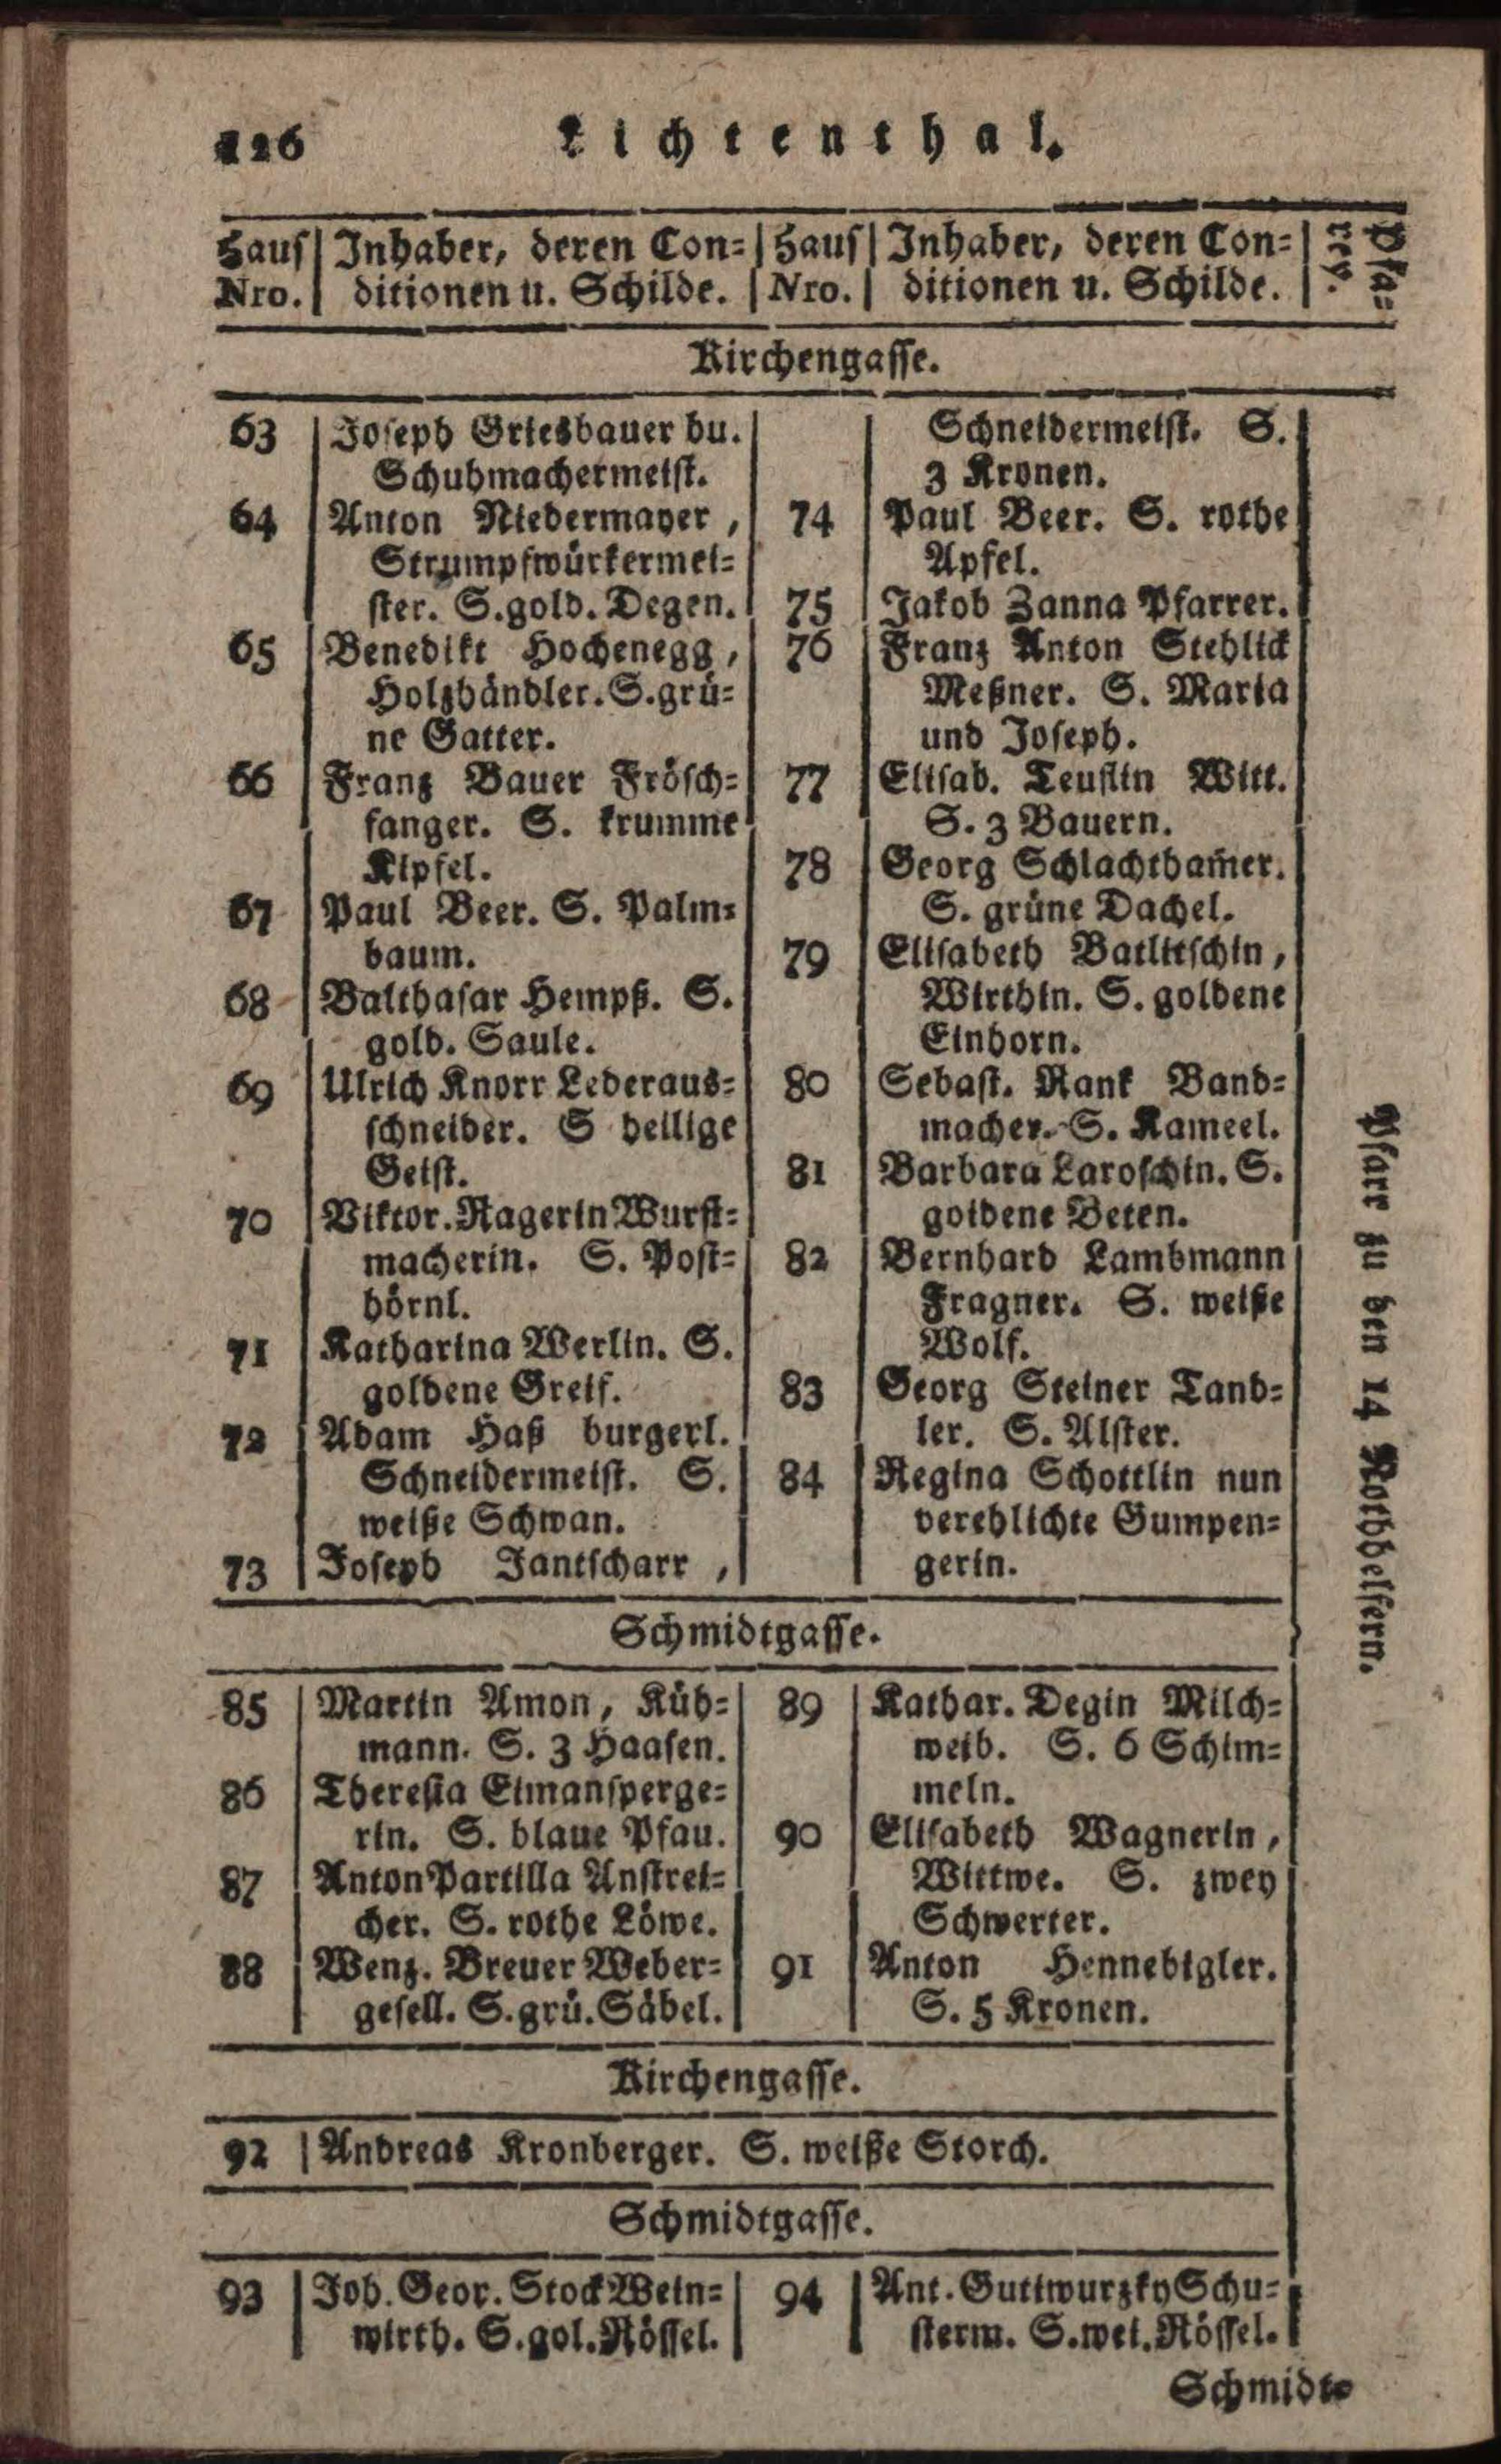 126 Lichtenthal.
Haus Nro. | Inhaber, deren Con=ditionen u. Schilde. | Haus Nro. | Inhaber, deren Con=ditionen u. Schilde. | Pfa=rey.
Kirchengasse.
63 Joseph Griesbauer bu.
Schuhmachermeist.
64 Anton Niedermayer,
Strumpfwürkermei=
ster. S. gold. Degen.
65 Benedikt Hochenegg,
Holzhändler. S. grü=
ne Gatter.
66 Franz Bauer Frösch=
fanger. S. krumme
Kipfel.
67 Paul Beer. S. Palm=
baum.
68 Balthasar Hempß. S.
gold. Saule.
69 Ulrich Knorr Lederaus=
schneider. S heilige
Geist.
70 Viktor. Ragerin Wurst=
macherin. S. Post=
hörnl.
71 Katharina Werlin. S.
goldene Greif.
72 Adam Haß burgerl.
Schneidermeist. S.
weiße Schwan.
73 Joseph Jantscharr,
Schneidermeist. S.
3 Kronen.
74 Paul Beer. S. rothe
Apfel.
75 Jakob Zanna Pfarrer.
76 Franz Anton Stehlick
Meßner. S. Maria
und Joseph.
77 Elisab. Teuflin Witt.
S. 3 Bauern.
78 Georg Schlachtham̄er.
S. grüne Dachel.
79 Elisabeth Batlitschin,
Wirthin. S. goldene
Einhorn.
80 Sebast. Rank Band=
macher. S. Kameel.
81 Barbara Laroschin. S.
goldene Beten.
82 Bernhard Lambmann
Fragner. S. weiße
Wolf.
83 Georg Steiner Tand=
ler. S. Alster.
84 Regina Schottlin nun
verehlichte Gumpen=
gerin.
Schmidtgasse.
85 Martin Amon, Küh=
mann. S. 3 Haasen.
86 Theresia Eimansperge=
rin. S. blaue Pfau.
87 Anton Partilla Anstrei=
cher. S. rothe Löwe.
88 Wenz. Breuer Weber=
gesell. S. grü. Säbel.
89 Kathar. Degin Milch=
weib. S. 6 Schim=
meln.
90 Elisabeth Wagnerin,
Wittwe. S. zwey
Schwerter.
91 Anton Hennebigler.
S. 5 Kronen.
Kirchengasse.
92 Andreas Kronberger. S. weiße Storch.
Schmidtgasse.
93 Joh. Geor. Stock Wein=
wirth. S. gol. Rössel.
94 Ant. Guttwurzky Schu=
sterm. S. wei. Rössel.
Pfarr zu den 14 Nothhelfern.
Schmidt=